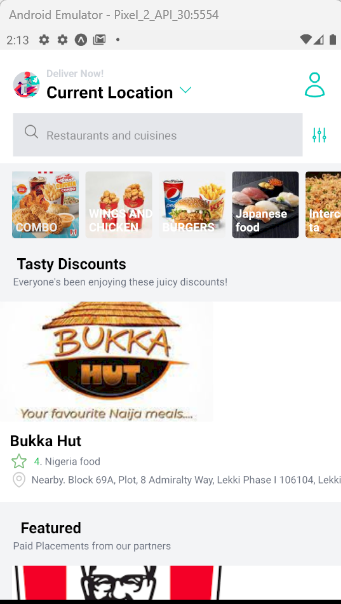 Android Emulator - Pixel_2_API_30:5554
2:13
Deliver Now!
Current Location
Restaurants and cuisines
COMBO
WINGS AND CHICKEN
BURGERS
Japanese food
Interc
ta
Tasty Discounts
Everyone's been enjoying these juicy discounts!
BUKKA
HUT
Your favourite Naija meals....
Bukka Hut
4. Nigeria food
Nearby. Block 69A, Plot, 8 Admiralty Way, Lekki Phase I 106104, Lekki
Featured
Paid Placements from our partners